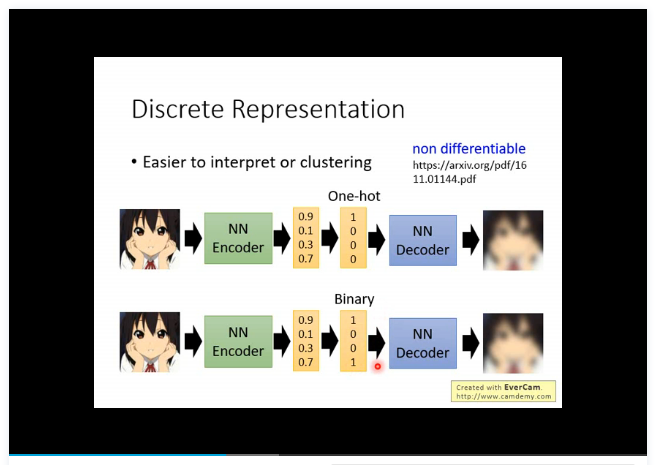 Discrete Representation
• Easier to interpret or clustering
non differentiable
https://arxiv.org/pdf/16
11.01144.pdf
One-hot
NN
Encoder
0.9
0.1
0.3
0.7
1
0
0
0
NN
Decoder
Binary
NN
Encoder
0.9
0.1
0.3
0.7
1
0
0
1
NN
Decoder
Created with EverCam.
http://www.camdemy.com